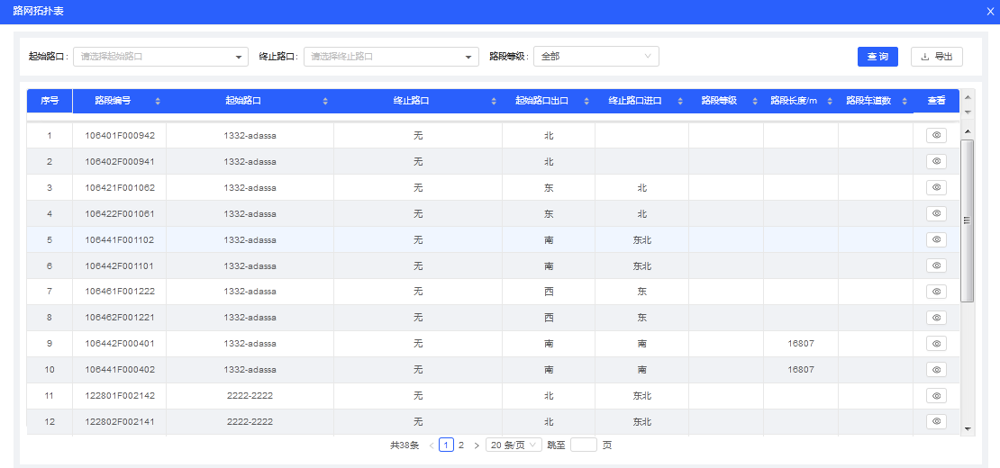 路网拓扑表
起始路口: 请选择起始路口 终止路口: 请选择终止路口 路段等级: 全部 查 询 导出
序号 路段编号 起始路口 终止路口 起始路口出口 终止路口进口 路段等级 路段长度/m 路段车道数 查看
1 106401F000942 1332-adassa 无 北
2 106402F000941 1332-adassa 无 北
3 106421F001062 1332-adassa 无 东 北
4 106422F001061 1332-adassa 无 东 北
5 106441F001102 1332-adassa 无 南 东北
6 106442F001101 1332-adassa 无 南 东北
7 106461F001222 1332-adassa 无 西 东
8 106462F001221 1332-adassa 无 西 东
9 106442F000401 1332-adassa 无 南 南 16807
10 106441F000402 1332-adassa 无 南 南 16807
11 122801F002142 2222-2222 无 北 东北
12 122802F002141 2222-2222 无 北 东北
共38条 < 1 2 > 20 条/页 跳至 页